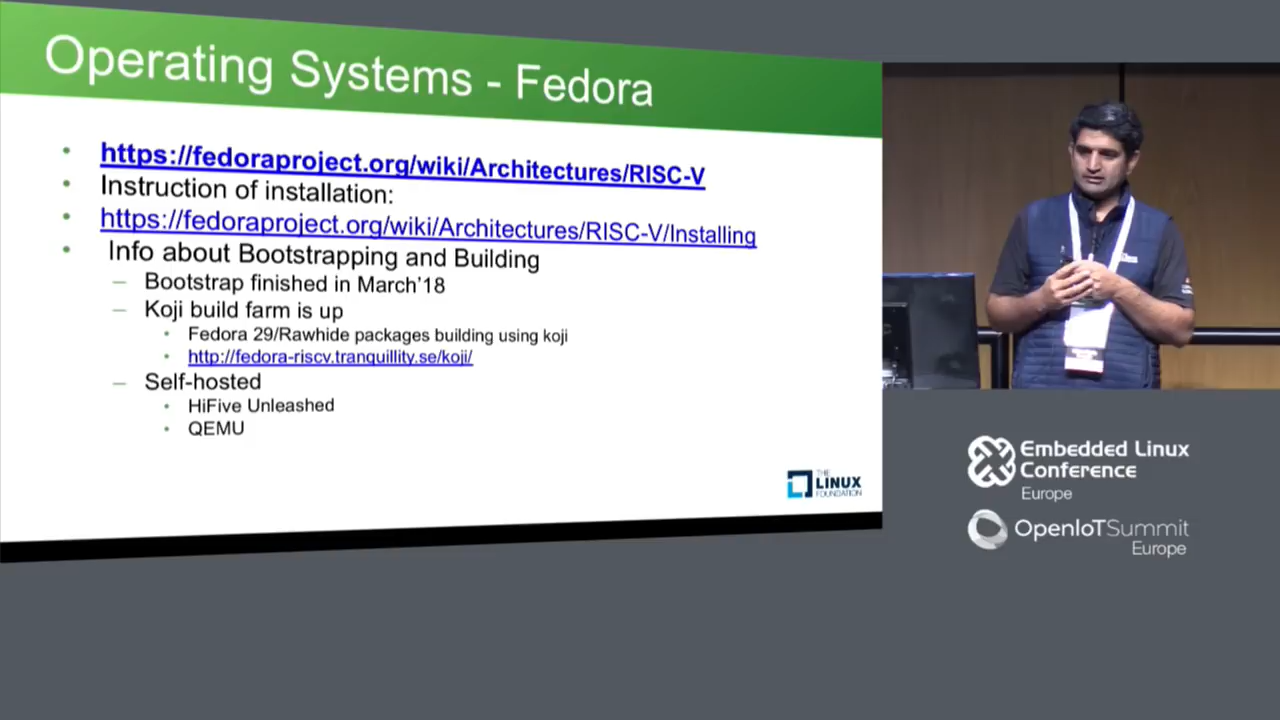 Operating Systems - Fedora
https://fedoraproject.org/wiki/Architectures/RISC-V
Instruction of installation:
https://fedoraproject.org/wiki/Architectures/RISC-V/Installing
Info about Bootstrapping and Building
– Bootstrap finished in March’18
– Koji build farm is up
Fedora 29/Rawhide packages building using koji
http://fedora-riscv.tranquillity.se/koji/
– Self-hosted
HiFive Unleashed
QEMU
THE
LINUX
FOUNDATION
Embedded Linux
Conference
Europe
OpenIoTSummit
Europe